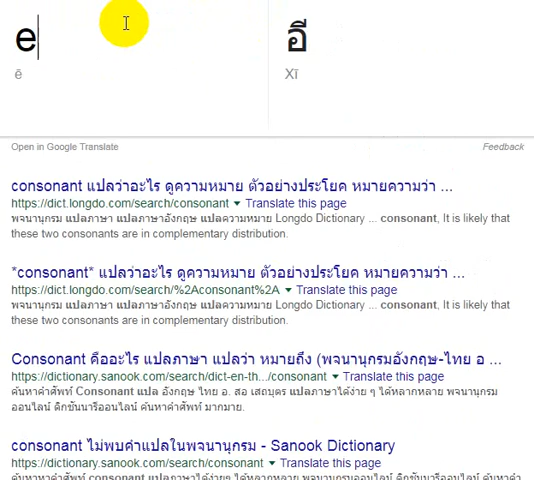 e
อี
ē
Xī
Open in Google Translate
Feedback
consonant แปลว่าอะไร ดูความหมาย ตัวอย่างประโยค หมายความว่า ...
https://dict.longdo.com/search/consonant ▼ Translate this page
พจนานุกรม แปลภาษา แปลภาษาอังกฤษ แปลความหมาย Longdo Dictionary ... consonant, It is likely that
these two consonants are in complementary distribution.
*consonant* แปลว่าอะไร ดูความหมาย ตัวอย่างประโยค หมายความว่า ...
https://dict.longdo.com/search/%2Aconsonant%2A ▼ Translate this page
พจนานุกรม แปลภาษา แปลภาษาอังกฤษ แปลความหมาย Longdo Dictionary ... consonant, It is likely that
these two consonants are in complementary distribution.
Consonant คืออะไร แปลภาษา แปลว่า หมายถึง (พจนานุกรมอังกฤษ-ไทย อ ...
https://dictionary.sanook.com/search/dict-en-th.../consonant ▼ Translate this page
ค้นหาคำศัพท์ Consonant แปล อังกฤษ ไทย อ. สอ เสถบุตร แปลภาษาได้ง่าย ๆ ได้หลากหลาย พจนานุกรม
ออนไลน์ ดิกชันนารีออนไลน์ ค้นหาคำศัพท์ มากมาย.
consonant ไม่พบคำแปลในพจนานุกรม - Sanook Dictionary
https://dictionary.sanook.com/search/consonant ▼ Translate this page